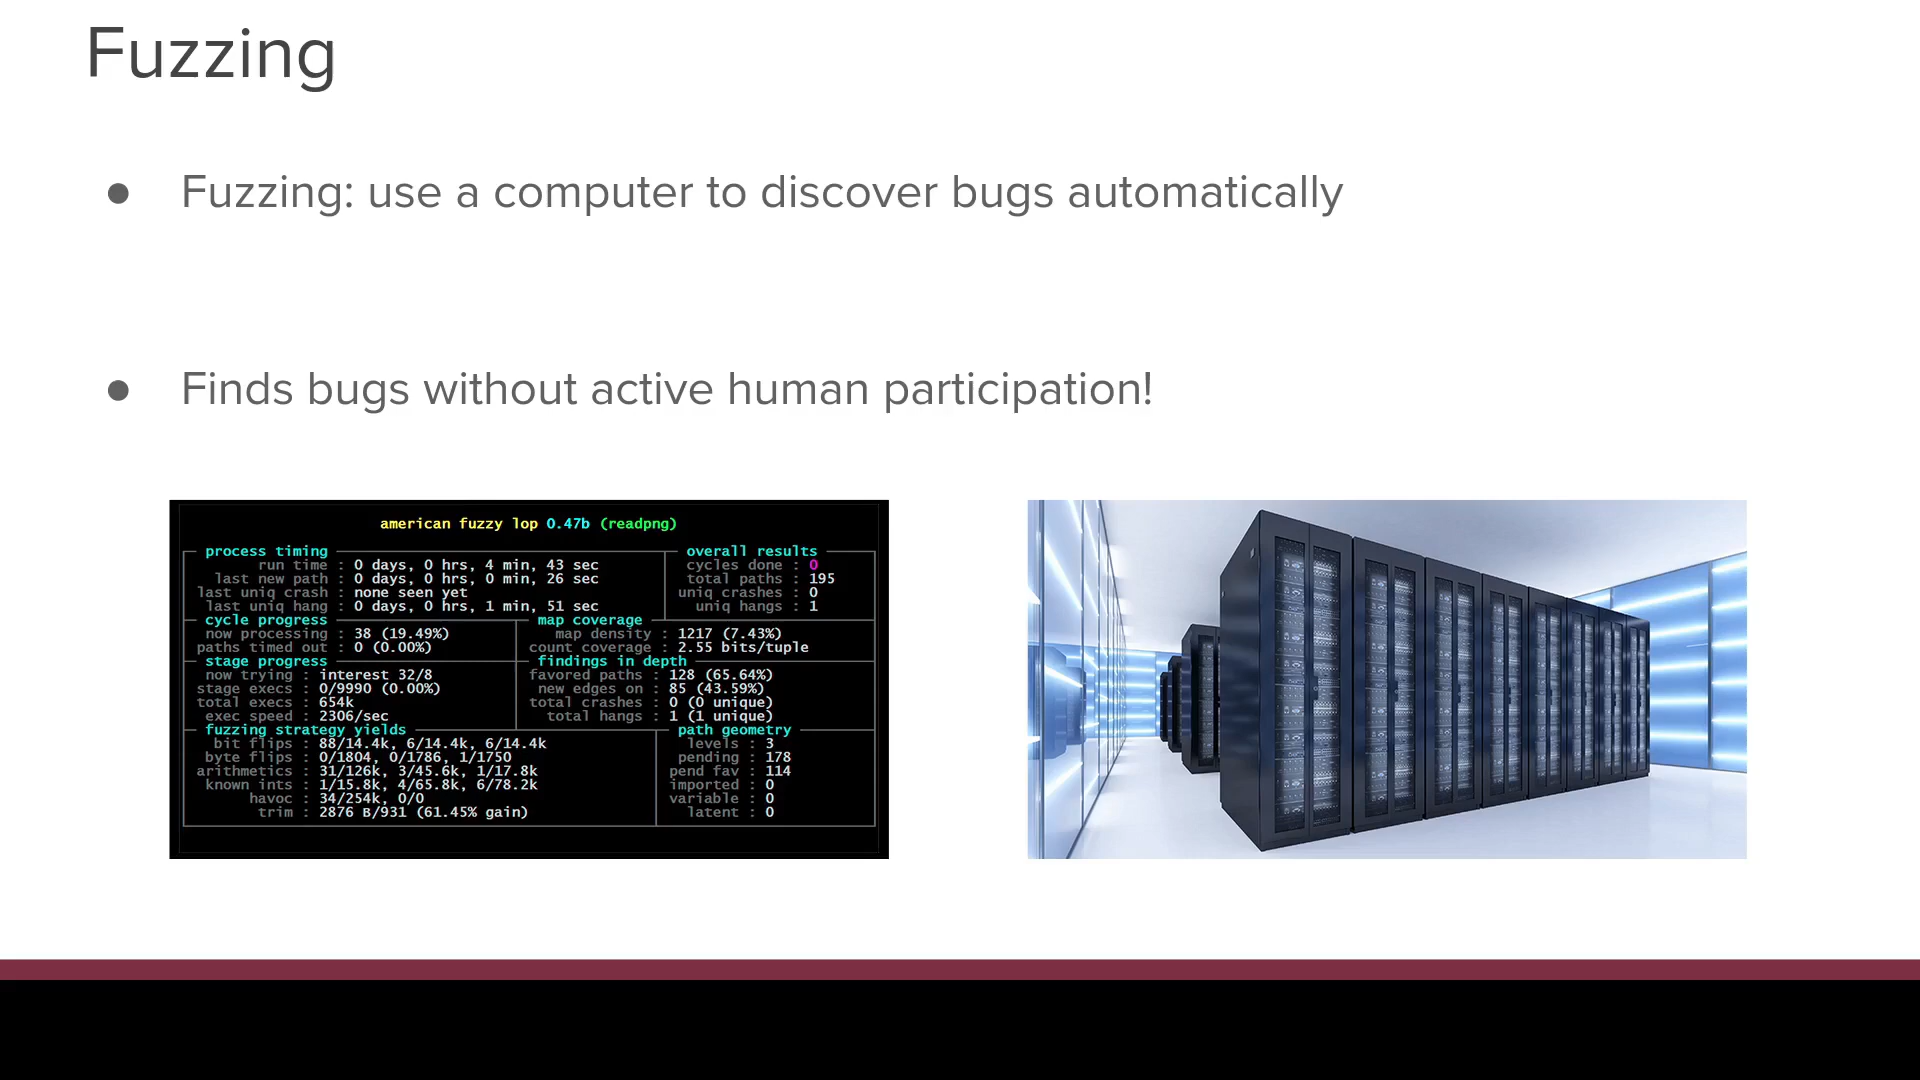 Fuzzing
● Fuzzing: use a computer to discover bugs automatically
● Finds bugs without active human participation!
american fuzzy lop 0.47b (readpng)
process timing
run time : 0 days, 0 hrs, 4 min, 43 sec
last new path : 0 days, 0 hrs, 0 min, 26 sec
last uniq crash : none seen yet
last uniq hang : 0 days, 0 hrs, 1 min, 51 sec
overall results
cycles done : 0
total paths : 195
uniq crashes : 0
uniq hangs : 1
cycle progress
now processing : 38 (19.49%)
paths timed out : 0 (0.00%)
map coverage
map density : 1217 (7.43%)
count coverage : 2.55 bits/tuple
stage progress
now trying : interest 32/8
stage execs : 0/9990 (0.00%)
total execs : 654k
exec speed : 2306/sec
findings in depth
favored paths : 128 (65.64%)
new edges on : 85 (43.59%)
total crashes : 0 (0 unique)
total hangs : 1 (1 unique)
fuzzing strategy yields
bit flips : 88/14.4k, 6/14.4k, 6/14.4k
byte flips : 0/1804, 0/1786, 1/1750
arithmetics : 31/126k, 3/45.6k, 1/17.8k
known ints : 1/15.8k, 4/65.8k, 6/78.2k
havoc : 34/254k, 0/0
trim : 2876 B/931 (61.45% gain)
path geometry
levels : 3
pending : 178
pend fav : 114
imported : 0
variable : 0
latent : 0